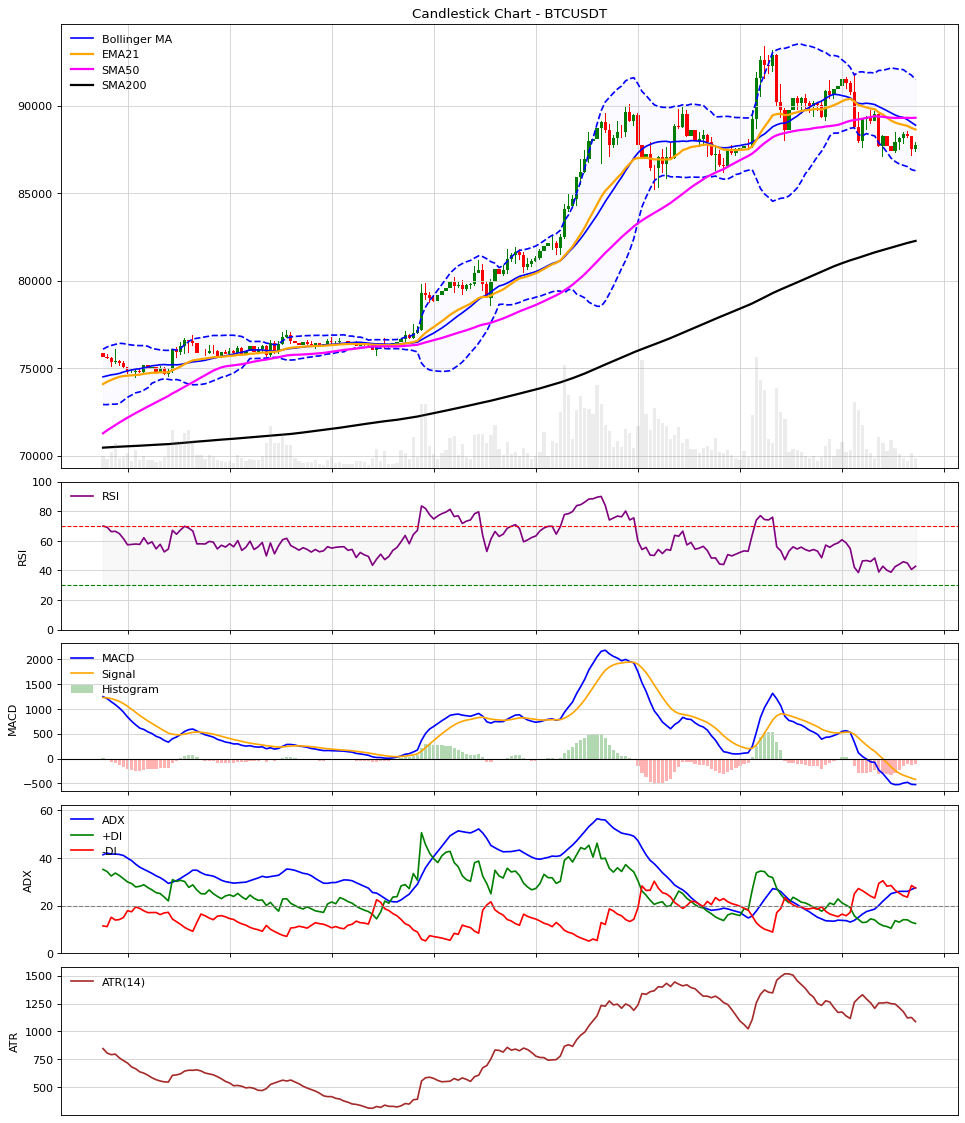 Candlestick Chart - BTCUSDT
Bollinger MA
EMA21
SMA50
SMA200
90000
85000
80000
75000
70000
100
80
60
40
20
0
RSI
RSI
2000
1500
1000
500
0
−500
MACD
MACD
Signal
Histogram
60
40
20
0
ADX
ADX
+DI
-DI
1500
1250
1000
750
500
ATR
ATR(14)